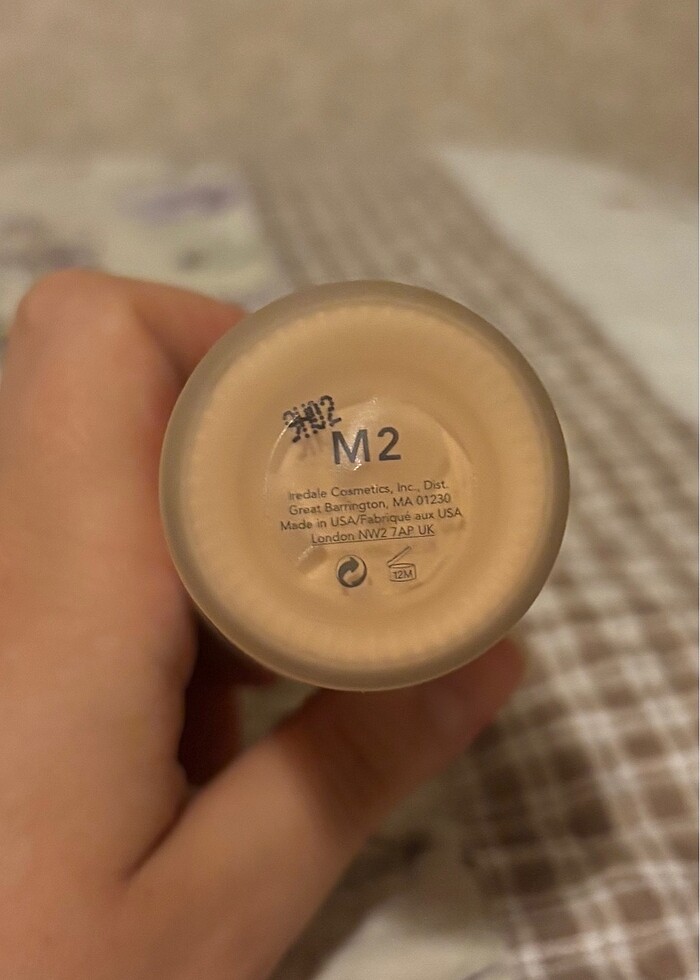 M2
Iredale Cosmetics, Inc., Dist.
Great Barrington, MA 01230
Made in USA/Fabriqué aux USA
London NW2 7AP UK
12M